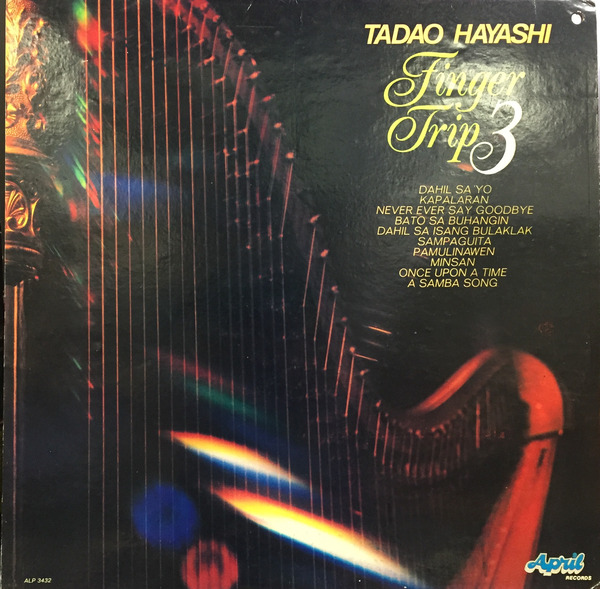 TADAO HAYASHI
Finger
Trip 3
DAHIL SA'YO
KAPALARAN
NEVER EVER SAY GOODBYE
BATO SA BUHANGIN
DAHIL SA ISANG BULAKLAK
SAMPAGUITA
PAMULINAWEN
MINSAN
ONCE UPON A TIME
A SAMBA SONG
ALP 3432
April
RECORDS